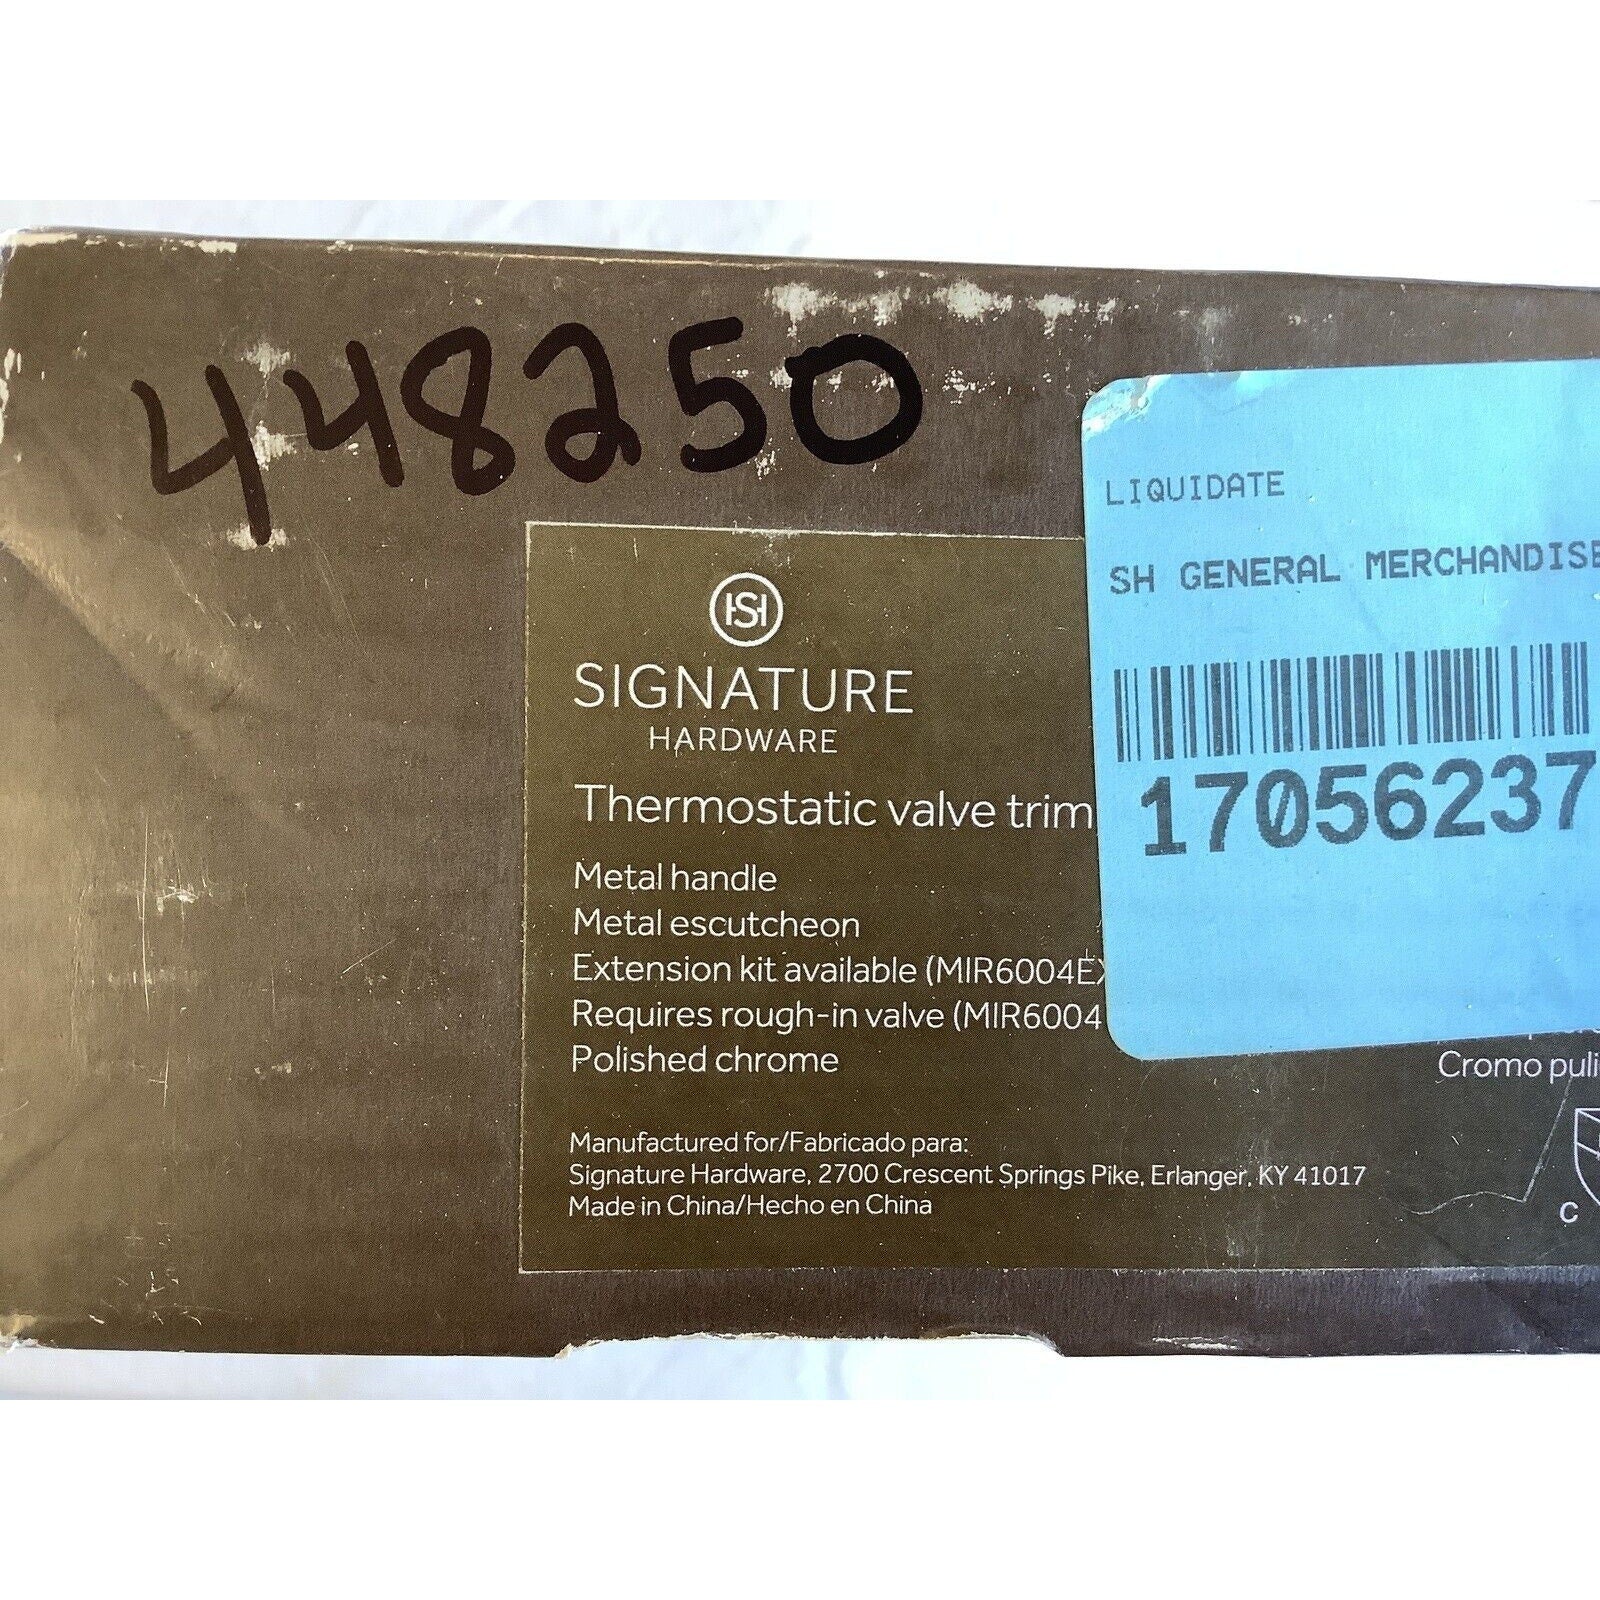 448250
LIQUIDATE
SH GENERAL MERCHANDISE
17056237
SH
SIGNATURE
HARDWARE
Thermostatic valve trim
Metal handle
Metal escutcheon
Extension kit available (MIR6004EX
Requires rough-in valve (MIR6004
Polished chrome
Cromo puli
Manufactured for/Fabricado para:
Signature Hardware, 2700 Crescent Springs Pike, Erlanger, KY 41017
Made in China/Hecho en China
C